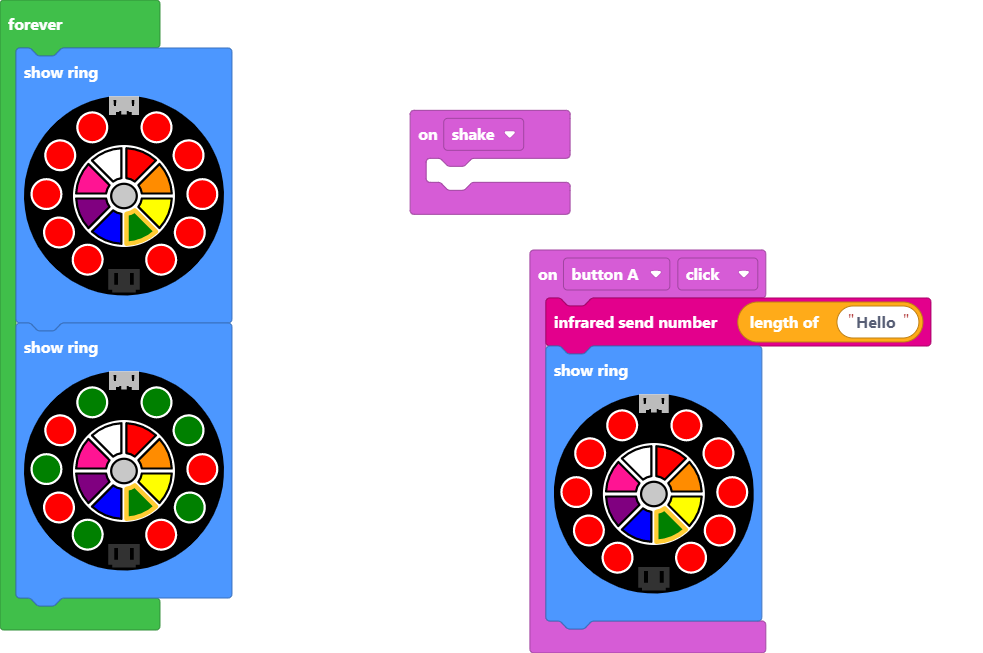 forever
show ring
show ring
on shake
on button A click
infrared send number length of "Hello "
show ring